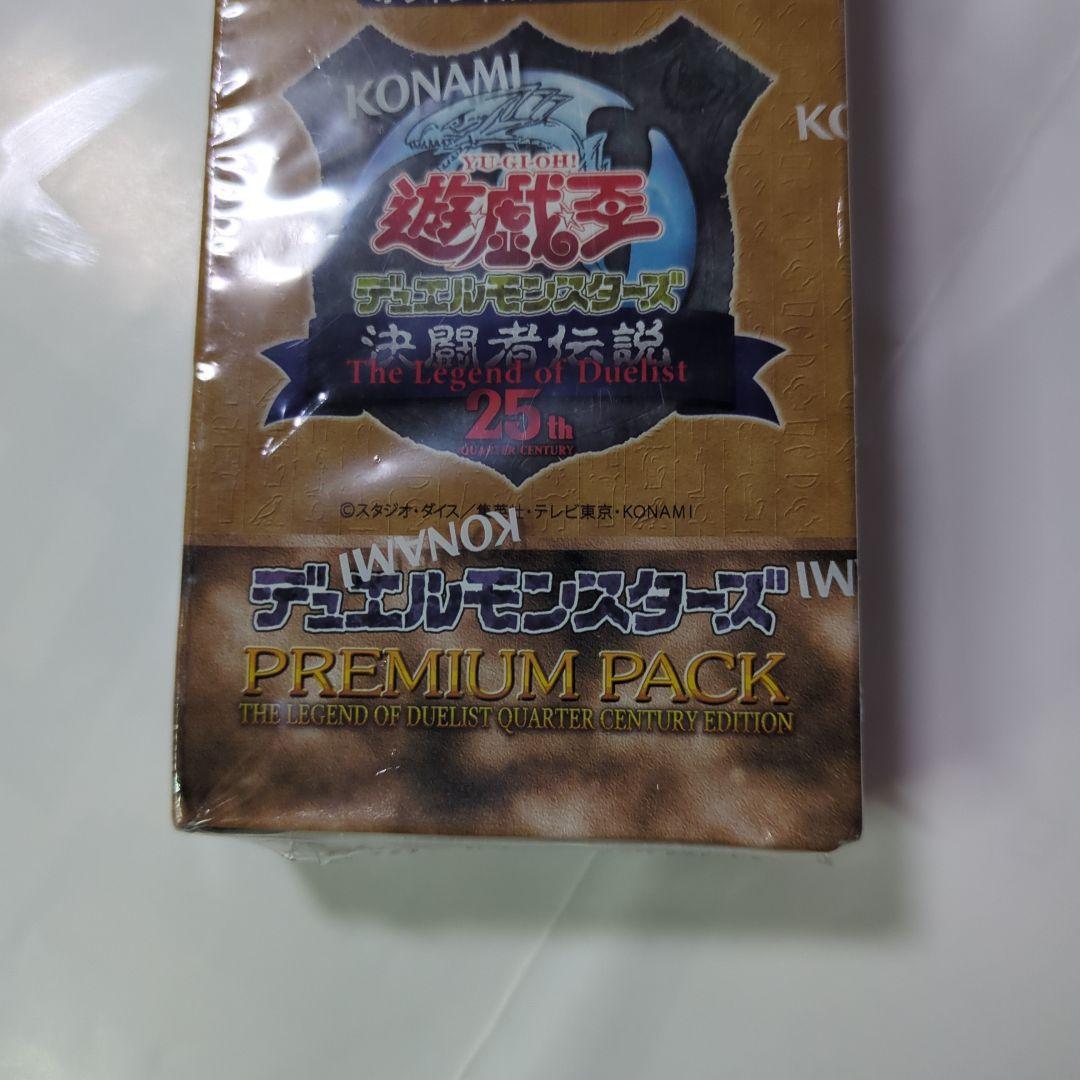 KONAMI
KO
YU-GI-OH!
遊☆戯☆王
デュエルモンスターズ
決闘者伝説
The Legend of Duelist
25th
QUARTER CENTURY
©スタジオ・ダイス／集英社・テレビ東京・KONAMI
KONAMI
AMI
デュエルモンスターズ
PREMIUM PACK
THE LEGEND OF DUELIST QUARTER CENTURY EDITION